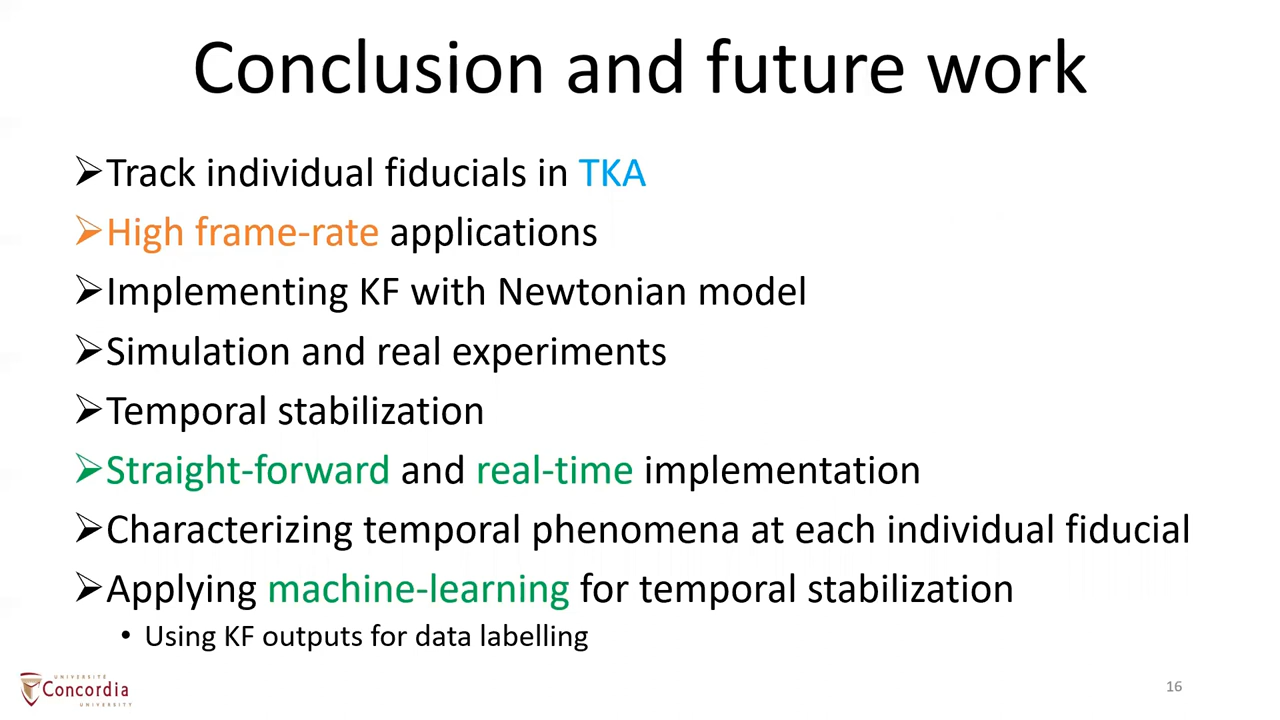 Conclusion and future work
➢Track individual fiducials in TKA
➢High frame-rate applications
➢Implementing KF with Newtonian model
➢Simulation and real experiments
➢Temporal stabilization
➢Straight-forward and real-time implementation
➢Characterizing temporal phenomena at each individual fiducial
➢Applying machine-learning for temporal stabilization
• Using KF outputs for data labelling
UNIVERSITÉ
Concordia
UNIVERSITY
16